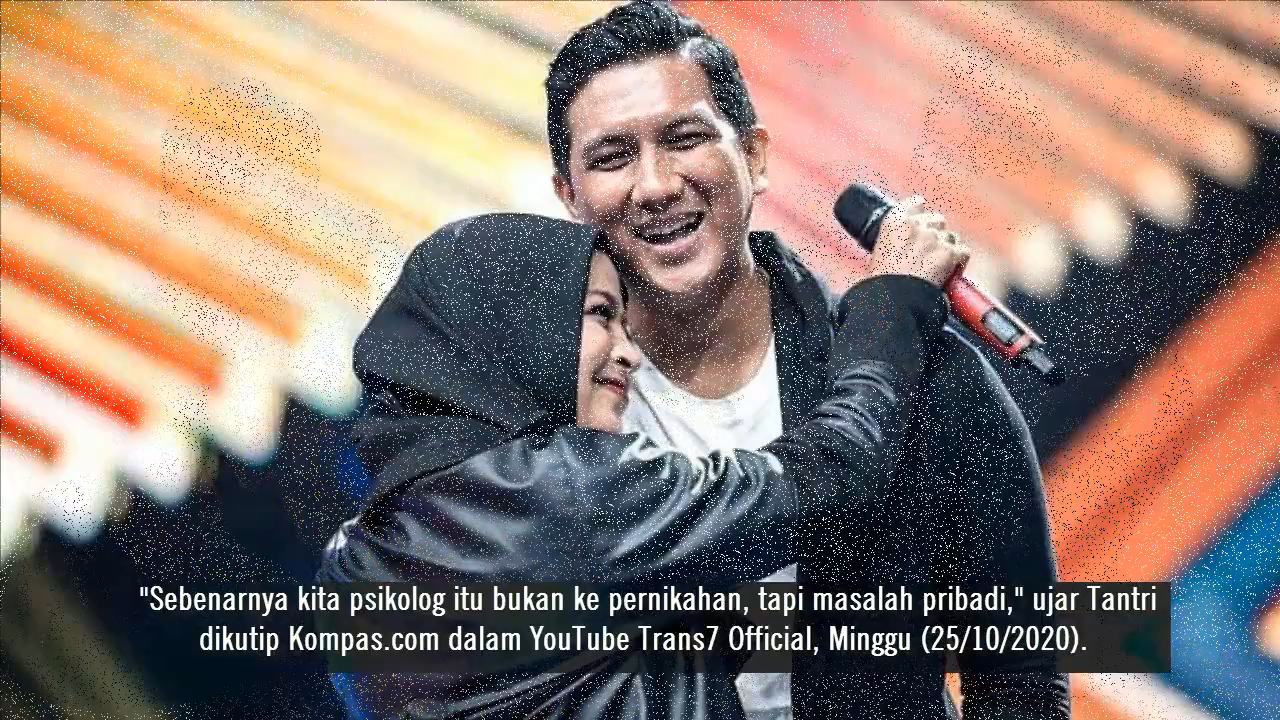 "Sebenarnya kita psikolog itu bukan ke pernikahan, tapi masalah pribadi," ujar Tantri
dikutip Kompas.com dalam YouTube Trans7 Official, Minggu (25/10/2020).